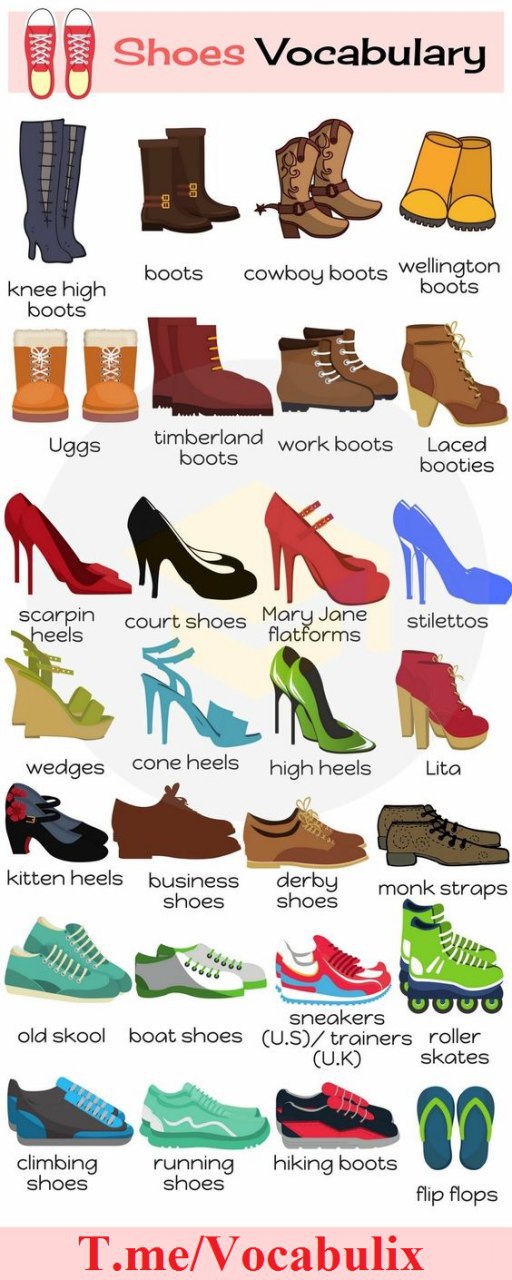 Shoes Vocabulary
knee high
boots
boots
cowboy boots
wellington
boots
Uggs
timberland
boots
work boots
Laced
booties
scarpin
heels
court shoes
Mary Jane
flatforms
stilettos
wedges
cone heels
high heels
Lita
kitten heels
business
shoes
derby
shoes
monk straps
old skool
boat shoes
sneakers
(U.S)/ trainers
(U.K)
roller
skates
climbing
shoes
running
shoes
hiking boots
flip flops
T.me/Vocabulix